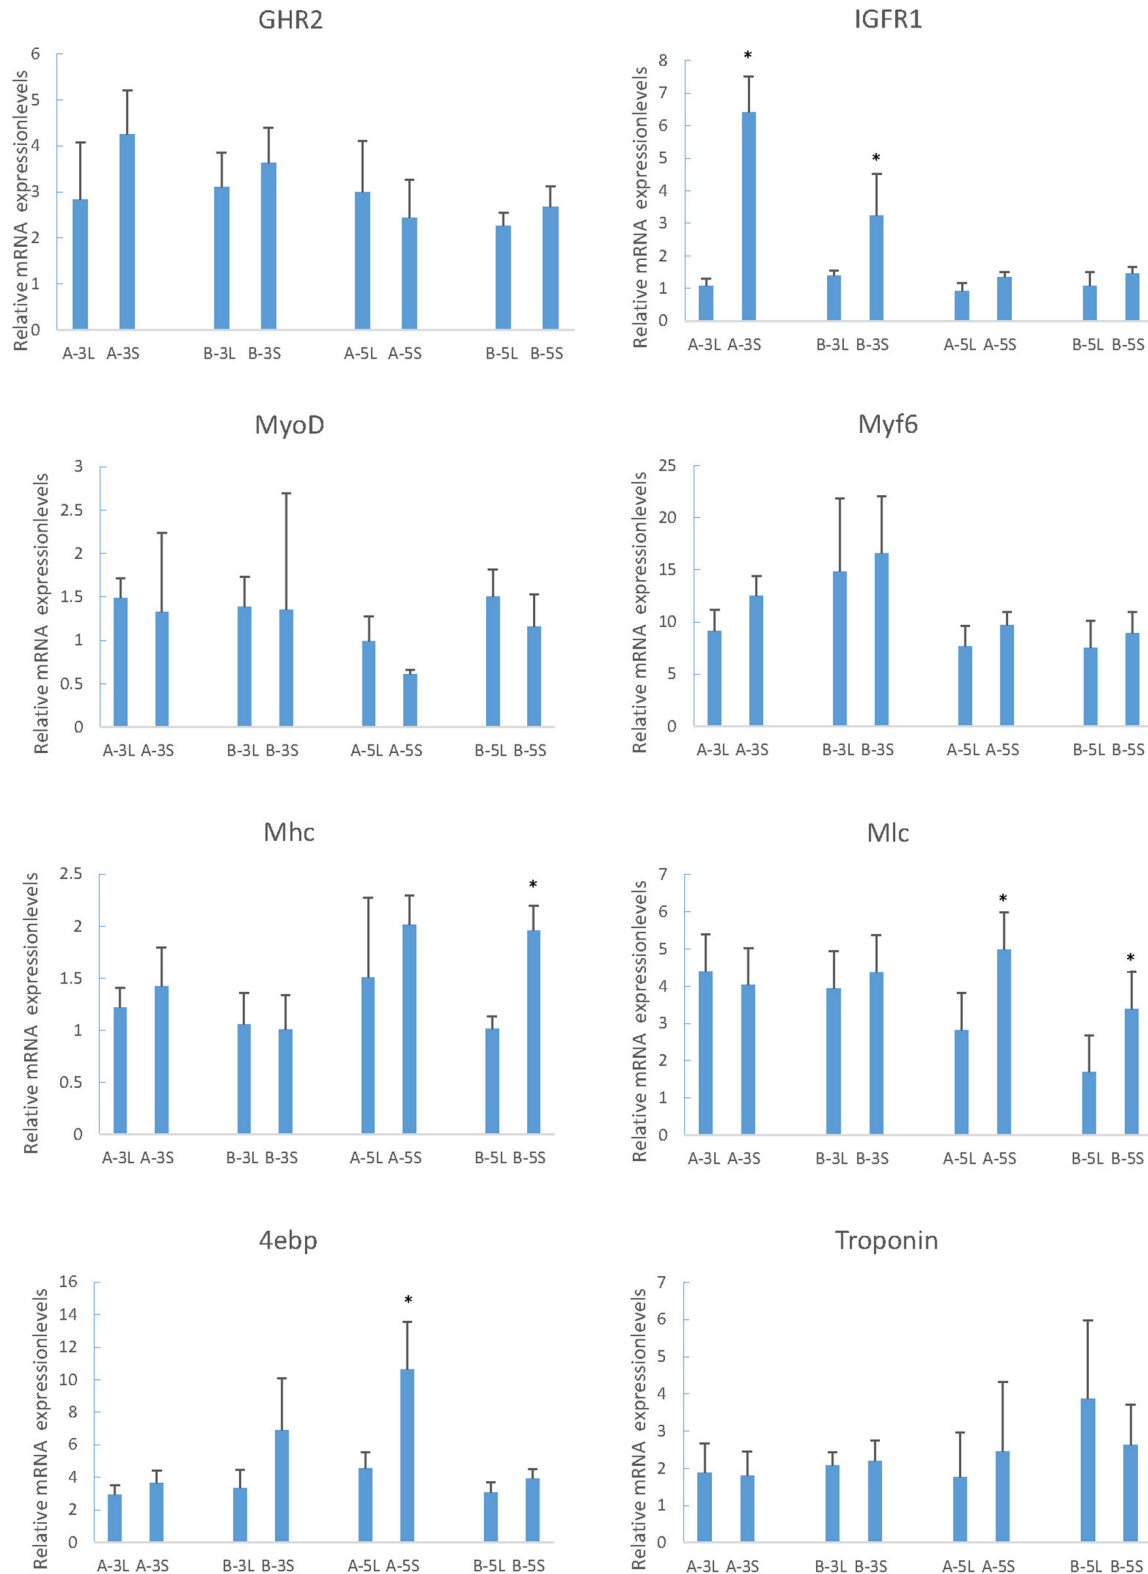 GHR2
Relative mRNA expressionlevels
6
5
4
3
2
1
0
A-3L A-3S B-3L B-3S A-5L A-5S B-5L B-5S
IGFR1
Relative mRNA expressionlevels
8
7
6
5
4
3
2
1
0
*
*
A-3L A-3S B-3L B-3S A-5L A-5S B-5L B-5S
MyoD
Relative mRNA expressionlevels
3
2.5
2
1.5
1
0.5
0
A-3L A-3S B-3L B-3S A-5L A-5S B-5L B-5S
Myf6
Relative mRNA expressionlevels
25
20
15
10
5
0
A-3L A-3S B-3L B-3S A-5L A-5S B-5L B-5S
Mhc
Relative mRNA expressionlevels
2.5
2
1.5
1
0.5
0
*
A-3L A-3S B-3L B-3S A-5L A-5S B-5L B-5S
Mlc
Relative mRNA expressionlevels
7
6
5
4
3
2
1
0
*
*
A-3L A-3S B-3L B-3S A-5L A-5S B-5L B-5S
4ebp
Relative mRNA expressionlevels
16
14
12
10
8
6
4
2
0
*
A-3L A-3S B-3L B-3S A-5L A-5S B-5L B-5S
Troponin
Relative mRNA expressionlevels
7
6
5
4
3
2
1
0
A-3L A-3S B-3L B-3S A-5L A-5S B-5L B-5S